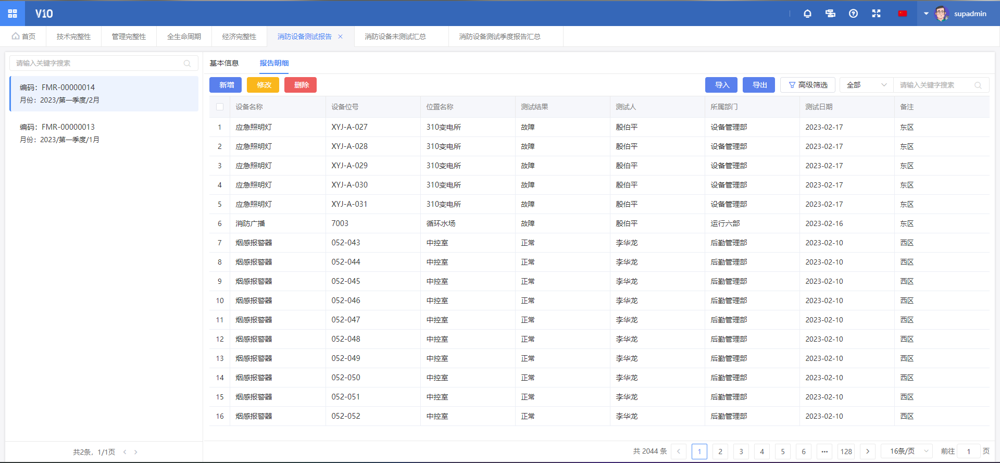 V10
supadmin
首页 技术完整性 管理完整性 全生命周期 经济完整性 消防设备测试报告 消防设备未测试汇总 消防设备测试季度报告汇总
请输入关键字搜索
编码：FMR-00000014
月份：2023/第一季度/2月
编码：FMR-00000013
月份：2023/第一季度/1月
共2条，1/1页
基本信息 报告明细
新增 修改 删除 导入 导出 高级筛选 全部 请输入关键字搜索
设备名称 设备位号 位置名称 测试结果 测试人 所属部门 测试日期 备注
1 应急照明灯 XYJ-A-027 310变电所 故障 殷伯平 设备管理部 2023-02-17 东区
2 应急照明灯 XYJ-A-028 310变电所 故障 殷伯平 设备管理部 2023-02-17 东区
3 应急照明灯 XYJ-A-029 310变电所 故障 殷伯平 设备管理部 2023-02-17 东区
4 应急照明灯 XYJ-A-030 310变电所 故障 殷伯平 设备管理部 2023-02-17 东区
5 应急照明灯 XYJ-A-031 310变电所 故障 殷伯平 设备管理部 2023-02-17 东区
6 消防广播 7003 循环水场 故障 殷伯平 运行六部 2023-02-16 东区
7 烟感报警器 052-043 中控室 正常 李华龙 后勤管理部 2023-02-10 西区
8 烟感报警器 052-044 中控室 正常 李华龙 后勤管理部 2023-02-10 西区
9 烟感报警器 052-045 中控室 正常 李华龙 后勤管理部 2023-02-10 西区
10 烟感报警器 052-046 中控室 正常 李华龙 后勤管理部 2023-02-10 西区
11 烟感报警器 052-047 中控室 正常 李华龙 后勤管理部 2023-02-10 西区
12 烟感报警器 052-048 中控室 正常 李华龙 后勤管理部 2023-02-10 西区
13 烟感报警器 052-049 中控室 正常 李华龙 后勤管理部 2023-02-10 西区
14 烟感报警器 052-050 中控室 正常 李华龙 后勤管理部 2023-02-10 西区
15 烟感报警器 052-051 中控室 正常 李华龙 后勤管理部 2023-02-10 西区
16 烟感报警器 052-052 中控室 正常 李华龙 后勤管理部 2023-02-10 西区
共 2044 条 1 2 3 4 5 6 ••• 128 16条/页 前往 1 页